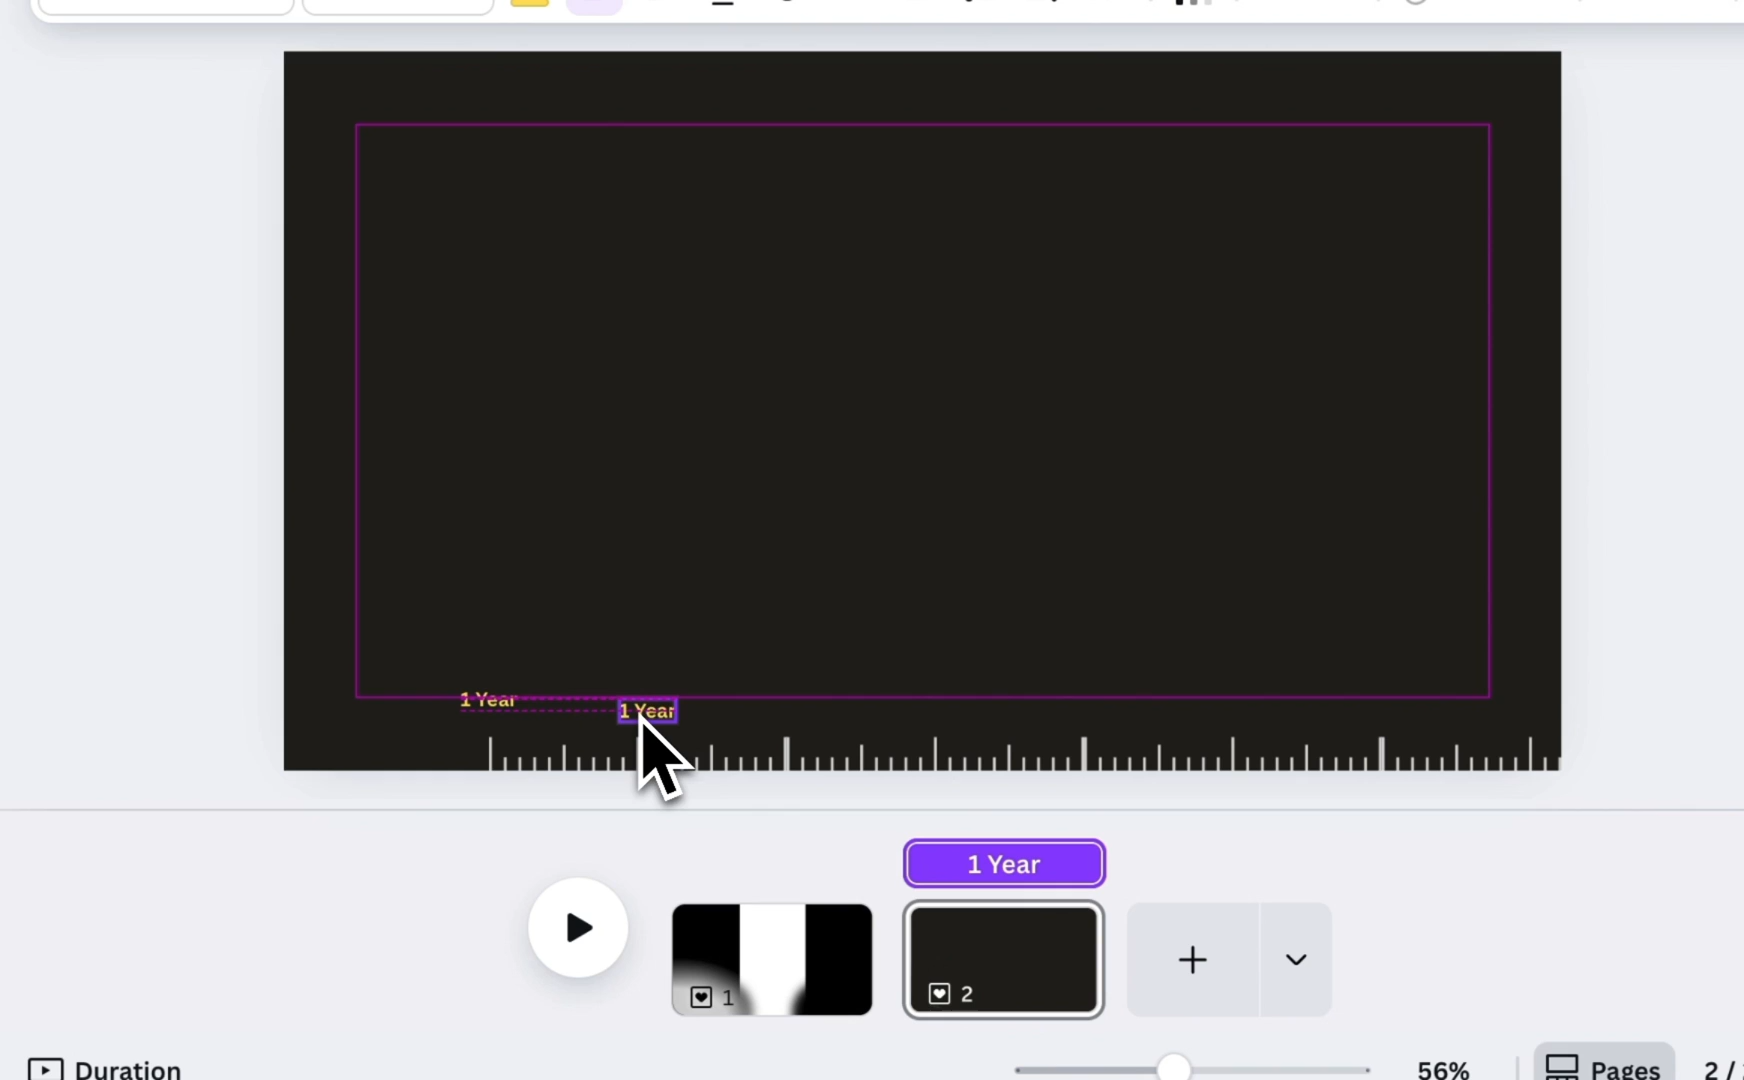 1 Year
1 Year
1 Year
1
2
Duration
56%
Pages
2 /